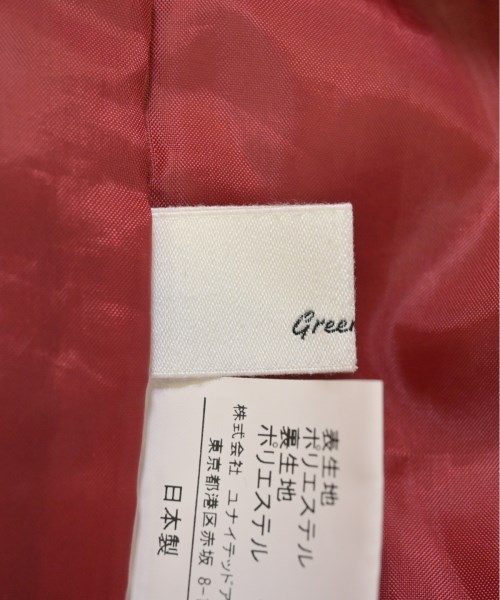 Green
表生地
ポリエステル
裏生地
ポリエステル
株式会社 ユナイテッドア
東京都港区赤坂 8-
日本製